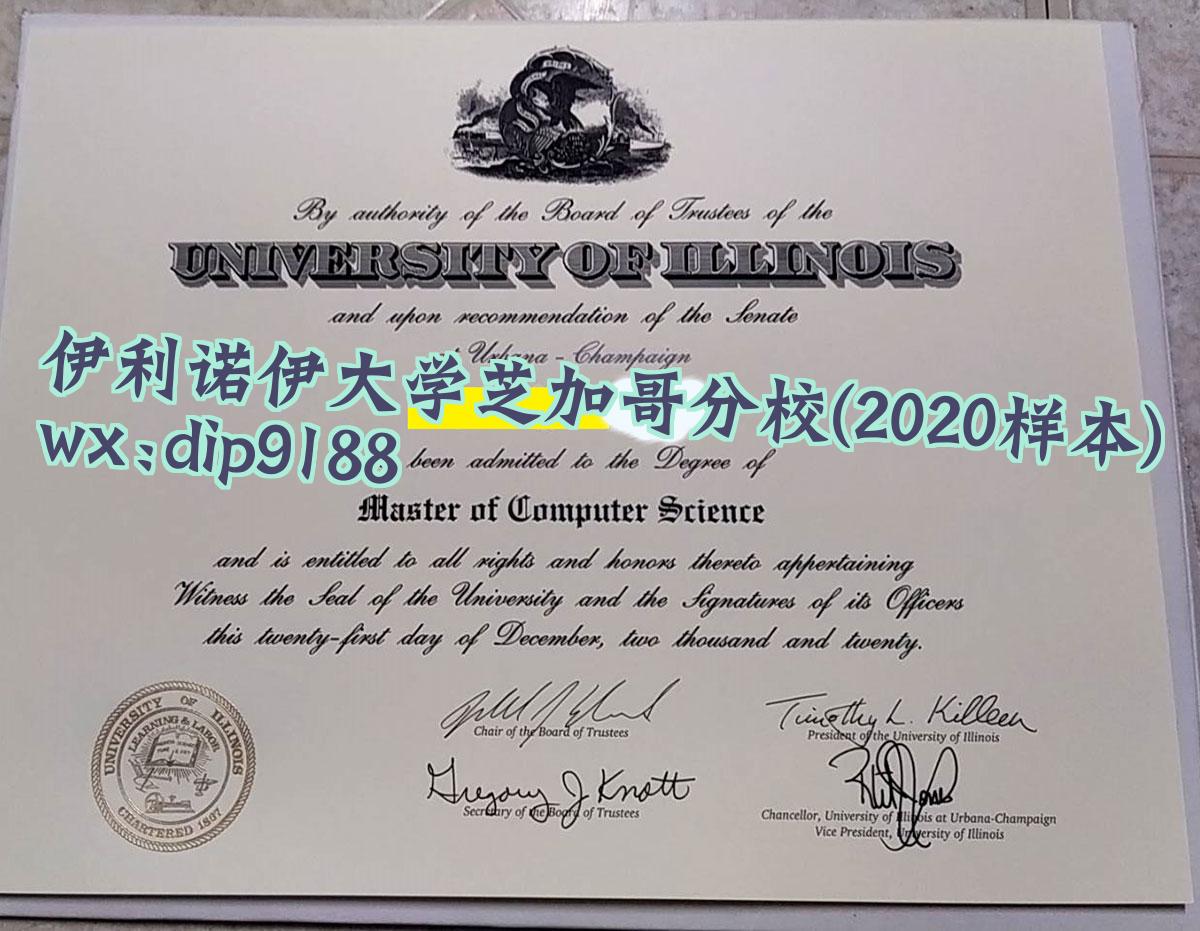 By authority of the Board of Trustees of the
UNIVERSITY OF ILLINOIS
and upon recommendation of the Senate
Urbana - Champaign
伊利诺伊大学芝加哥分校(2020样本)
wx:dip9188
been admitted to the Degree of
Master of Computer Science
and is entitled to all rights and honors thereto appertaining
Witness the Seal of the University and the Signatures of its Officers
this twenty-first day of December, two thousand and twenty.
UNIVERSITY OF ILLINOIS
LEARNING & LABOR
CHARTERED 1867
Chair of the Board of Trustees
Timothy L. Killeen
President of the University of Illinois
Gregory J Knott
Secretary of the Board of Trustees
Chancellor, University of Illinois at Urbana-Champaign
Vice President, University of Illinois